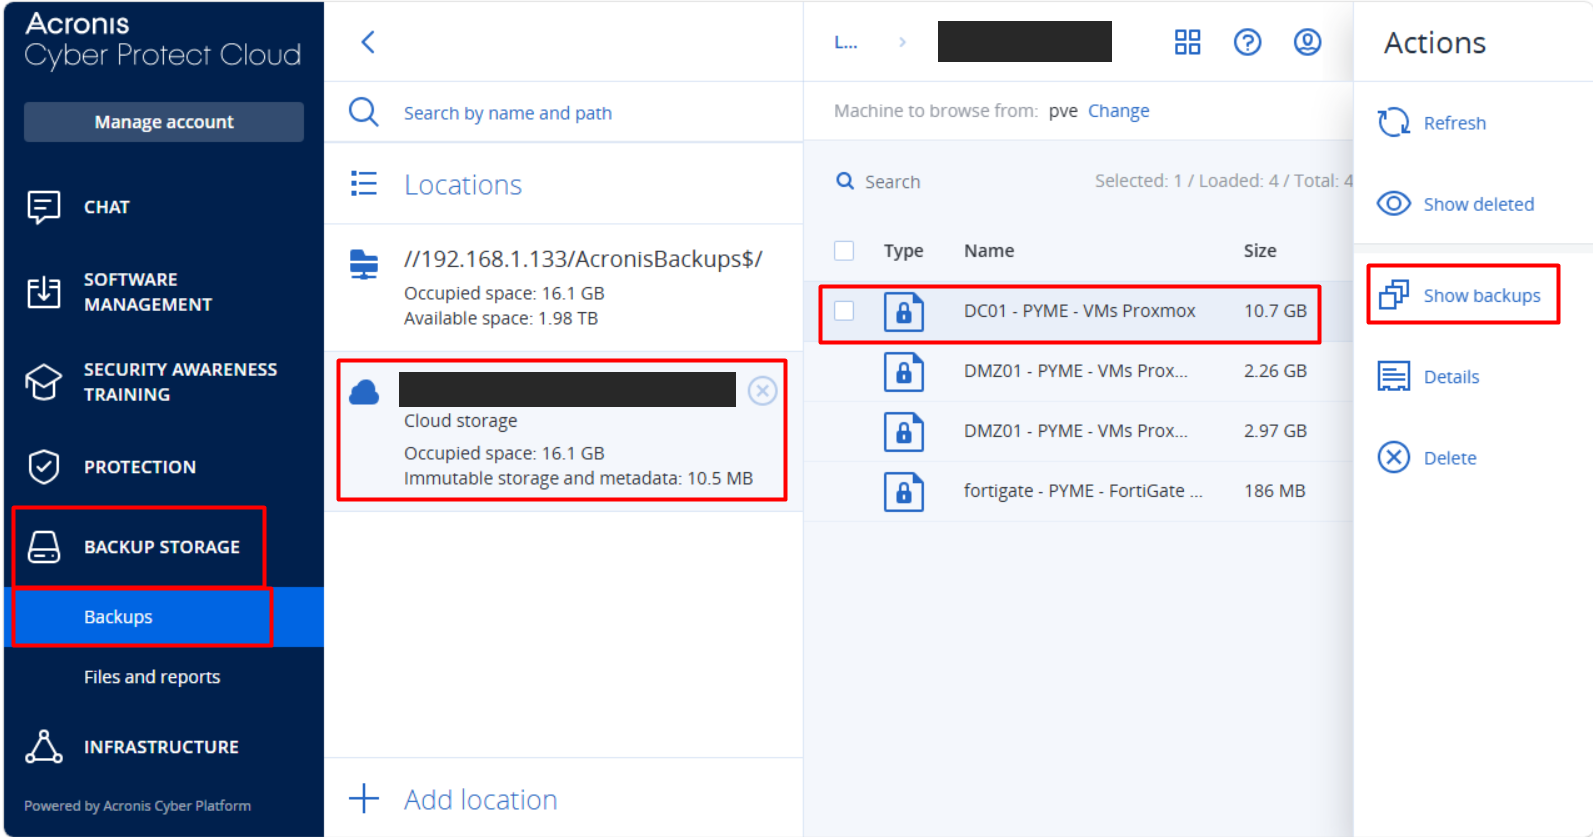 Acronis
Cyber Protect Cloud
Manage account
CHAT
SOFTWARE
MANAGEMENT
SECURITY AWARENESS
TRAINING
PROTECTION
BACKUP STORAGE
Backups
Files and reports
INFRASTRUCTURE
Powered by Acronis Cyber Platform
Search by name and path
Locations
//192.168.1.133/AcronisBackups$/
Occupied space: 16.1 GB
Available space: 1.98 TB
Cloud storage
Occupied space: 16.1 GB
Immutable storage and metadata: 10.5 MB
Add location
L...
Machine to browse from: pve Change
Search
Selected: 1 / Loaded: 4 / Total: 4
Type Name Size
DC01 - PYME - VMs Proxmox 10.7 GB
DMZ01 - PYME - VMs Prox... 2.26 GB
DMZ01 - PYME - VMs Prox... 2.97 GB
fortigate - PYME - FortiGate ... 186 MB
Actions
Refresh
Show deleted
Show backups
Details
Delete